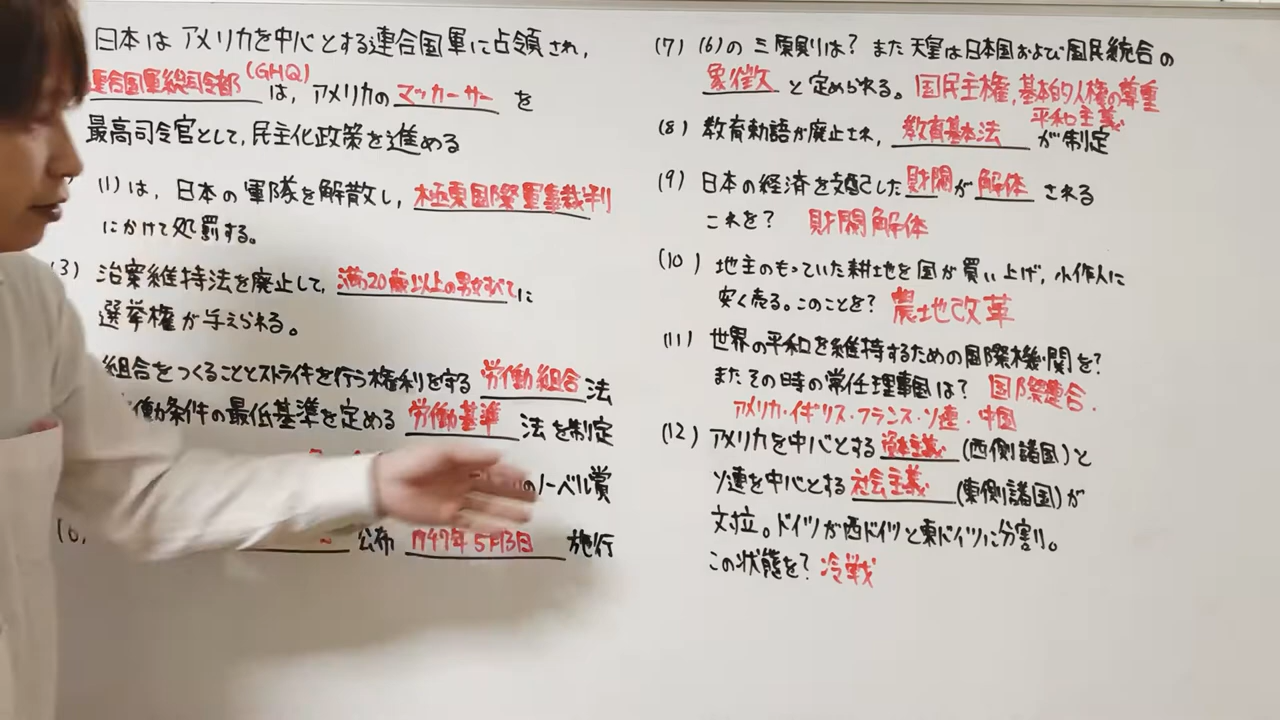 日本はアメリカを中心とする連合国軍に占領され,
連合国軍総司令部(GHQ)は,アメリカのマッカーサーを
最高司令官として,民主化政策を進める
(1)は,日本の軍隊を解散し,極東国際軍事裁判
にかけて処罰する。
(3) 治安維持法を廃止して,満20歳以上の男女すべてに
選挙権が与えられる。
組合をつくることとストライキを行う権利を守る 労働組合法
働条件の最低基準を定める 労働基準法を制定
のノーベル賞
公布 1947年5月3日 施行
(7) (6)の三原則は?また天皇は日本国および国民統合の
象徴と定められる。国民主権,基本的人権の尊重
平和主義
(8) 教育勅語が廃止され,教育基本法が制定
(9) 日本の経済を支配した財閥が解体される
これを? 財閥解体
(10) 地主のもっていた耕地を国が買い上げ,小作人に
安く売る。このことを? 農地改革
(11) 世界の平和を維持するための国際機関を?
またその時の常任理事国は? 国際連合.
アメリカ・イギリス・フランス・ソ連・中国
(12) アメリカを中心とする資本主義(西側諸国)と
ソ連を中心とする社会主義(東側諸国)が
対立。ドイツが西ドイツと東ドイツに分割。
この状態を? 冷戦